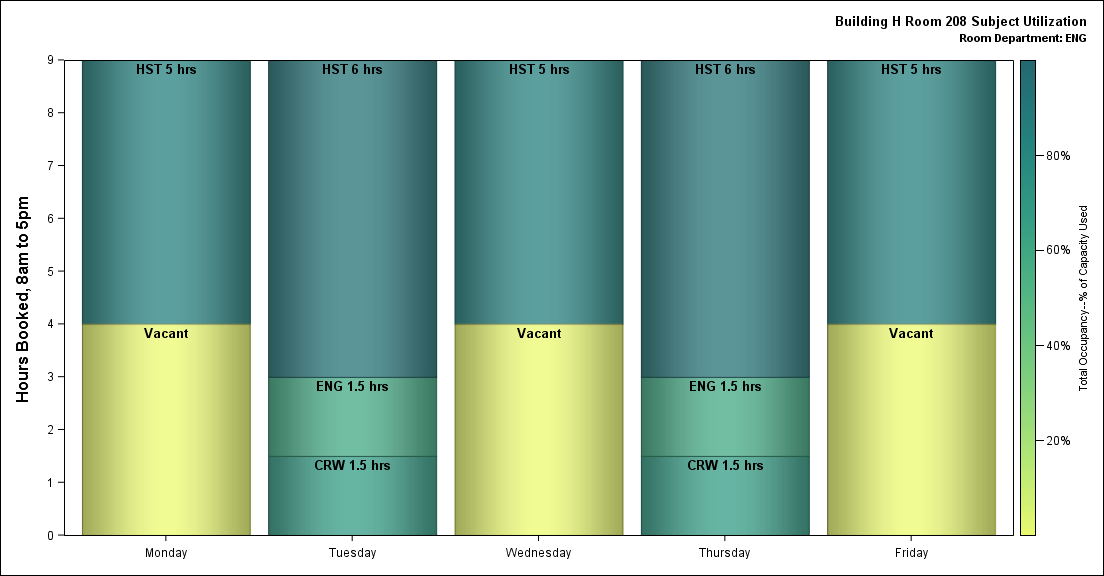 Building H Room 208 Subject Utilization
Room Department: ENG
Hours Booked, 8am to 5pm
9
8
7
6
5
4
3
2
1
0
HST 5 hrs
Vacant
HST 6 hrs
ENG 1.5 hrs
CRW 1.5 hrs
HST 5 hrs
Vacant
HST 6 hrs
ENG 1.5 hrs
CRW 1.5 hrs
HST 5 hrs
Vacant
Monday
Tuesday
Wednesday
Thursday
Friday
80%
60%
40%
20%
Total Occupancy--% of Capacity Used